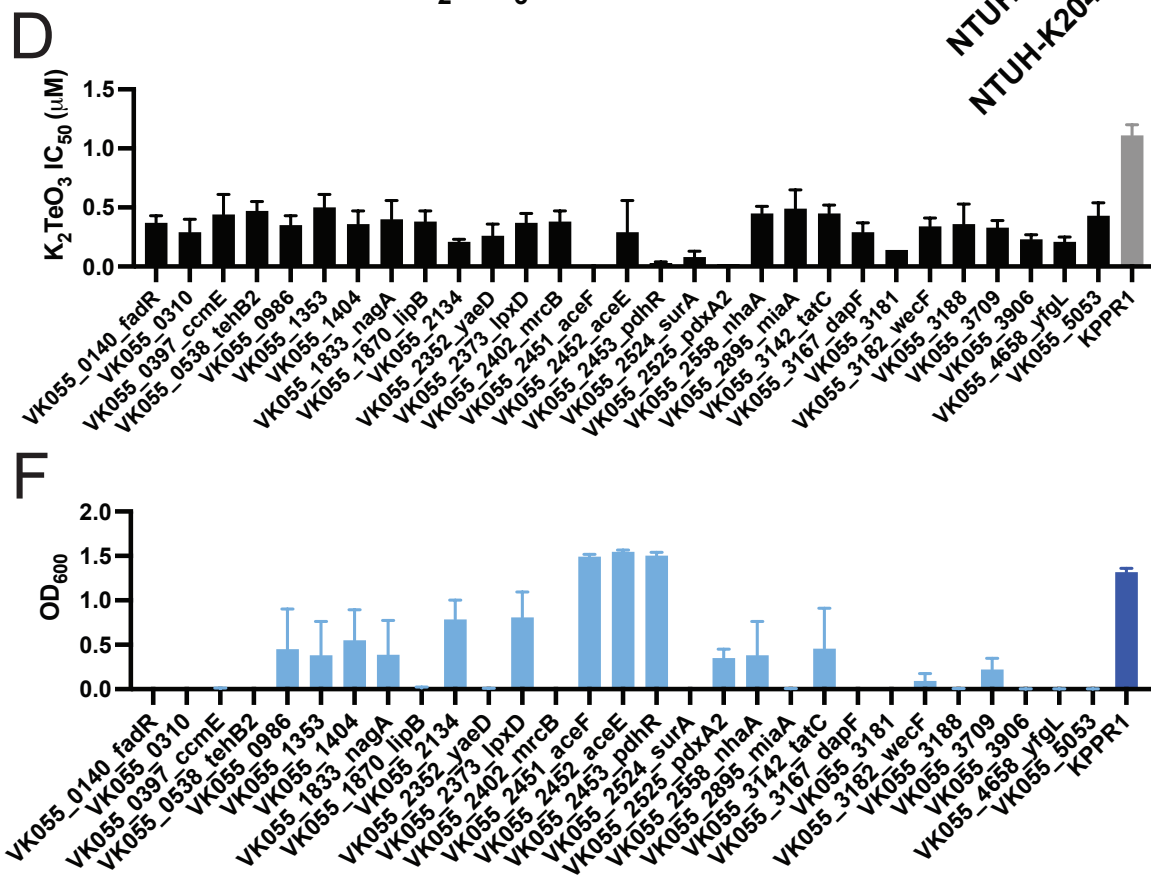 D
NTUH
NTUH-K204
K2TeO3 IC50 (µM)
1.5
1.0
0.5
0.0
VK055_0140_fadR
VK055_0310
VK055_0397_ccmE
VK055_0538_tehB2
VK055_0986
VK055_1353
VK055_1404
VK055_1833_nagA
VK055_1870_lipB
VK055_2134
VK055_2352_yaeD
VK055_2373_lpxD
VK055_2402_mrcB
VK055_2451_aceF
VK055_2452_aceE
VK055_2453_pdhR
VK055_2524_surA
VK055_2525_pdxA2
VK055_2558_nhaA
VK055_2895_miaA
VK055_3142_tatC
VK055_3167_dapF
VK055_3181
VK055_3182_wecF
VK055_3188
VK055_3709
VK055_3906
VK055_4658_yfgL
VK055_5053
KPPR1
F
OD600
2.0
1.5
1.0
0.5
0.0
VK055_0140_fadR
VK055_0310
VK055_0397_ccmE
VK055_0538_tehB2
VK055_0986
VK055_1353
VK055_1404
VK055_1833_nagA
VK055_1870_lipB
VK055_2134
VK055_2352_yaeD
VK055_2373_lpxD
VK055_2402_mrcB
VK055_2451_aceF
VK055_2452_aceE
VK055_2453_pdhR
VK055_2524_surA
VK055_2525_pdxA2
VK055_2558_nhaA
VK055_2895_miaA
VK055_3142_tatC
VK055_3167_dapF
VK055_3181
VK055_3182_wecF
VK055_3188
VK055_3709
VK055_3906
VK055_4658_yfgL
VK055_5053
KPPR1